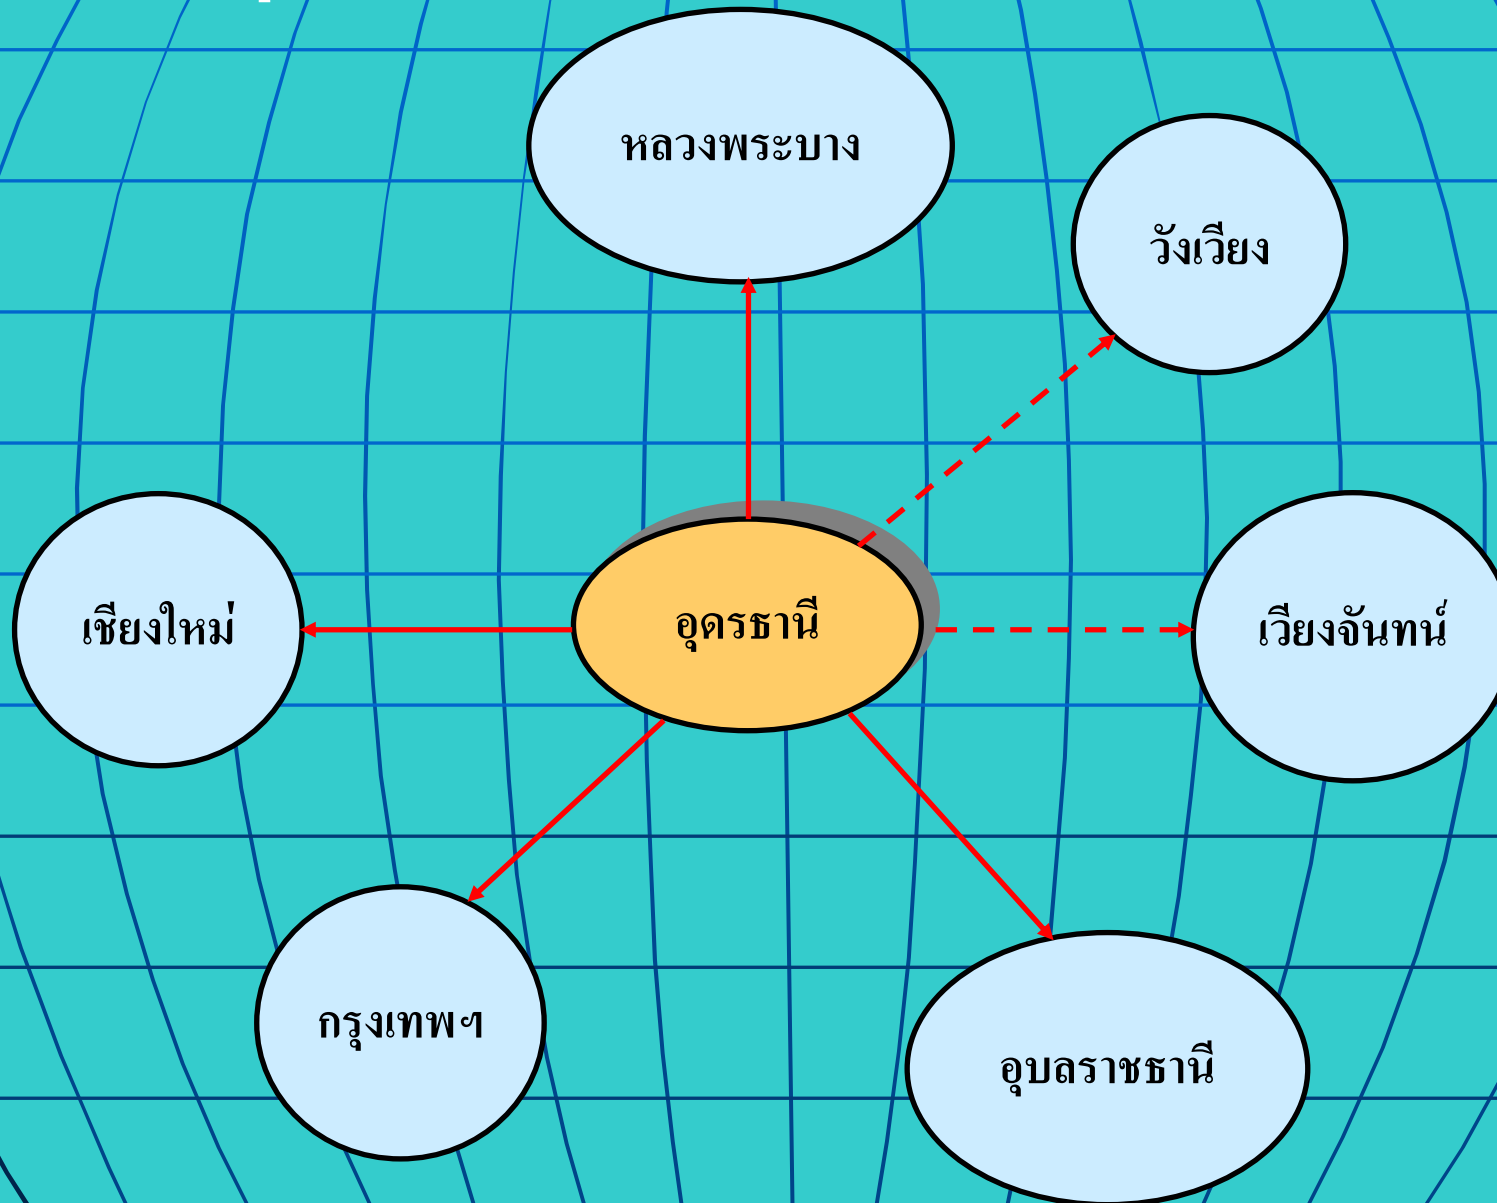 หลวงพระบาง
วังเวียง
เชียงใหม่
อุดรธานี
เวียงจันทน์
กรุงเทพฯ
อุบลราชธานี